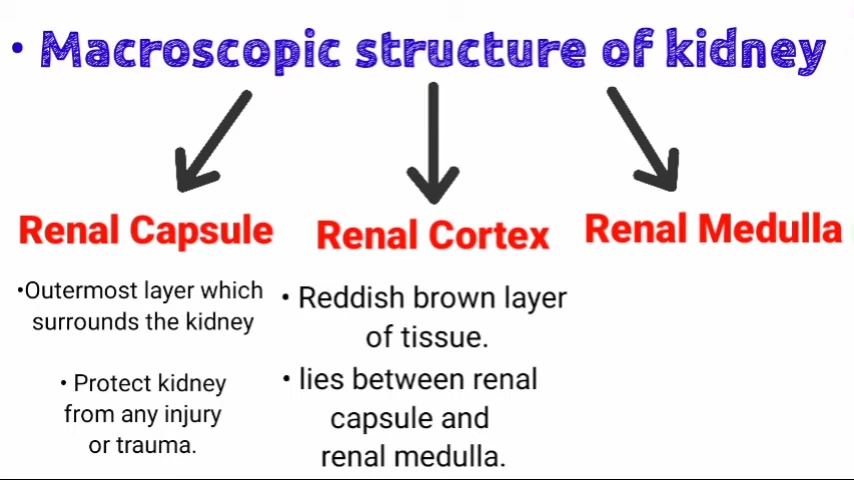 • Macroscopic structure of kidney
Renal Capsule
•Outermost layer which
surrounds the kidney
• Protect kidney
from any injury
or trauma.
Renal Cortex
• Reddish brown layer
of tissue.
• lies between renal
capsule and
renal medulla.
Renal Medulla